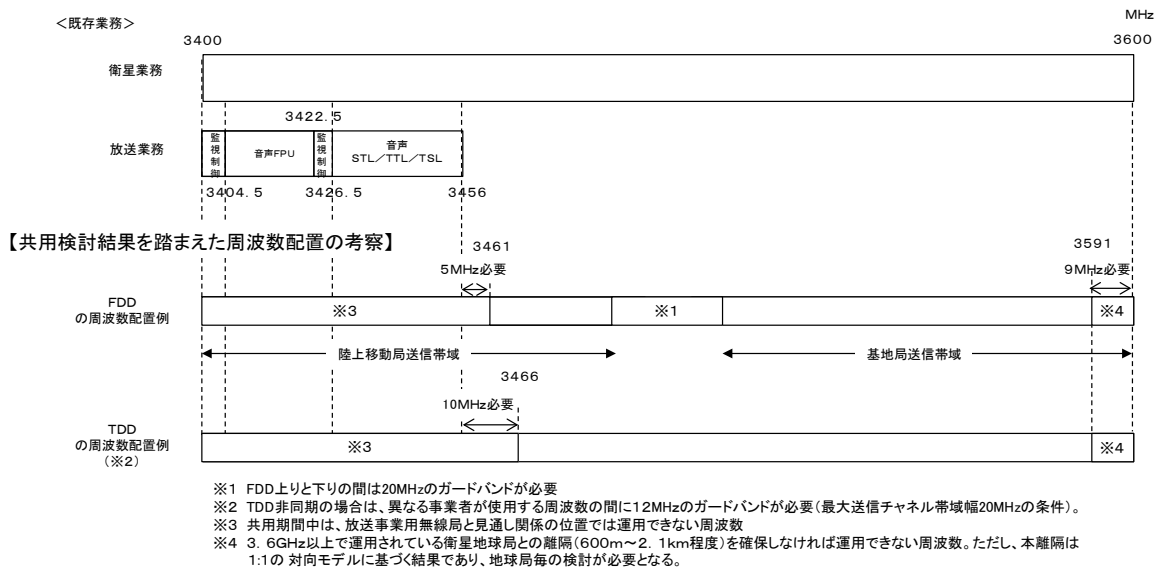 ＜既存業務＞
MHz
3400
3600
衛星業務
3422.5
放送業務
監視制御
音声FPU
監視制御
音声
STL／TTL／TSL
3404.5
3426.5
3456
【共用検討結果を踏まえた周波数配置の考察】
3461
3591
5MHz必要
9MHz必要
FDD
の周波数配置例
※3
※1
※4
陸上移動局送信帯域
基地局送信帯域
3466
10MHz必要
TDD
の周波数配置例
（※2）
※3
※4
※1 FDD上りと下りの間は20MHzのガードバンドが必要
※2 TDD非同期の場合は、異なる事業者が使用する周波数の間に12MHzのガードバンドが必要（最大送信チャネル帯域幅20MHzの条件）。
※3 共用期間中は、放送事業用無線局と見通し関係の位置では運用できない周波数
※4 3．6GHz以上で運用されている衛星地球局との離隔（600m～2．1km程度）を確保しなければ運用できない周波数。ただし、本離隔は
1:1の 対向モデルに基づく結果であり、地球局毎の検討が必要となる。